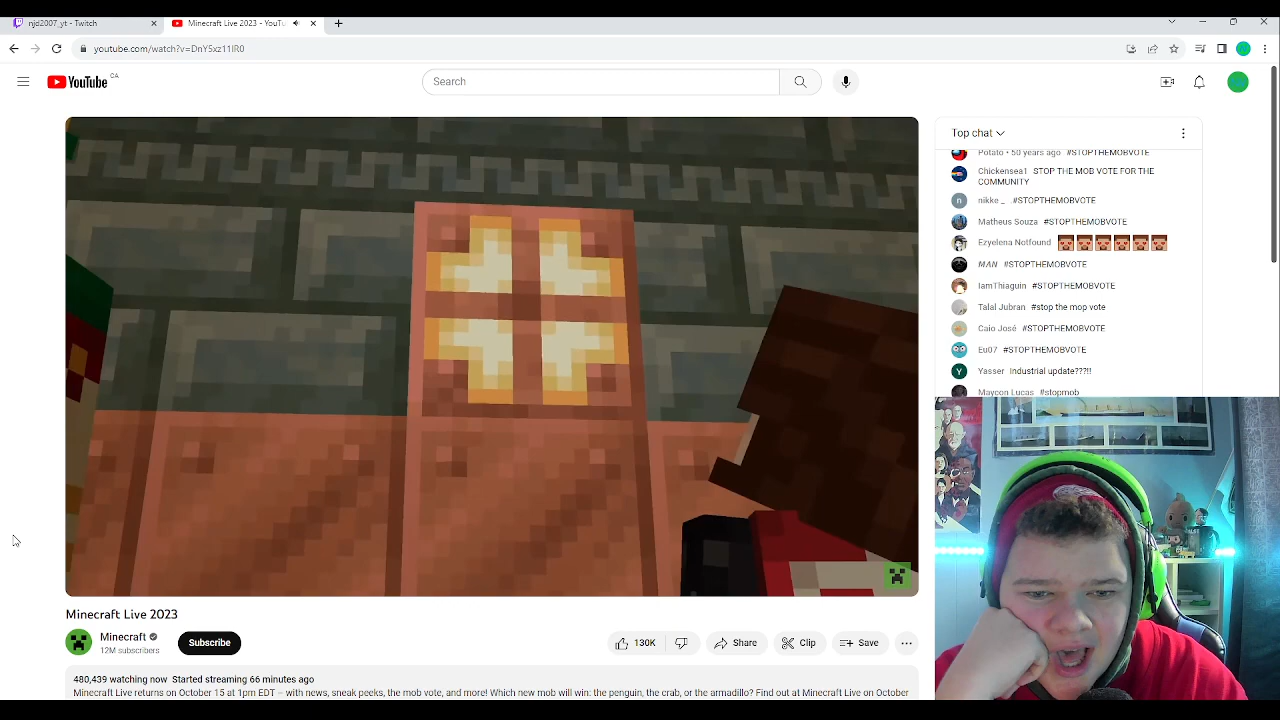 njd2007_yt - Twitch
Minecraft Live 2023 - YouTu
youtube.com/watch?v=DnY5xz11IR0
YouTube CA
Search
Top chat
Potato • 50 years ago #STOPTHEMOBVOTE
Chickensea1 STOP THE MOB VOTE FOR THE
COMMUNITY
nikke _ .#STOPTHEMOBVOTE
Matheus Souza #STOPTHEMOBVOTE
Ezyelena Notfound
MAN #STOPTHEMOBVOTE
IamThiaguin #STOPTHEMOBVOTE
Talal Jubran #stop the mop vote
Caio José #STOPTHEMOBVOTE
Eu07 #STOPTHEMOBVOTE
Y Yasser Industrial update???!!
Maycon Lucas #stopmob
Minecraft Live 2023
Minecraft
12M subscribers
Subscribe
130K
Share
Clip
Save
480,439 watching now Started streaming 66 minutes ago
Minecraft Live returns on October 15 at 1pm EDT – with news, sneak peeks, the mob vote, and more! Which new mob will win: the penguin, the crab, or the armadillo? Find out at Minecraft Live on October